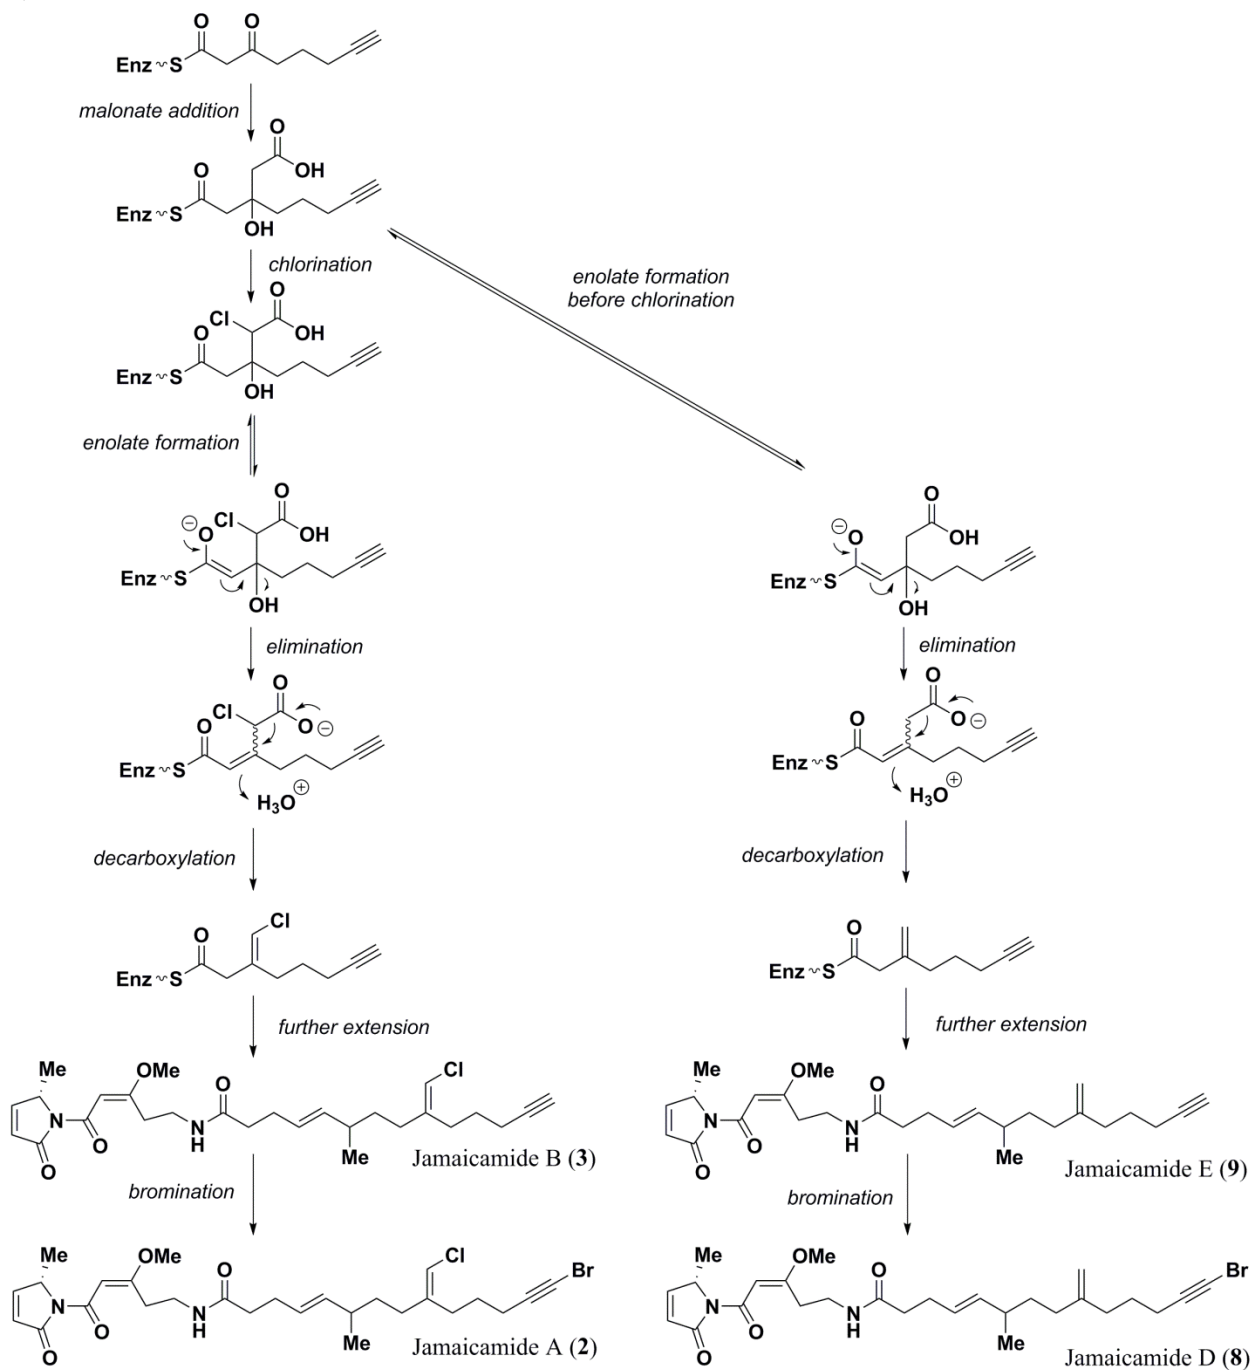 O O
Enz ~ S
malonate addition
O
OH
O
Enz ~ S
OH
chlorination
enolate formation
before chlorination
O
Cl
OH
O
Enz ~ S
OH
enolate formation
O
⊖ Cl
O OH
Enz ~ S
OH
O
⊖
O OH
Enz ~ S
OH
elimination
elimination
O
Cl
O O ⊖
Enz ~ S
H3O ⊕
O
O O ⊖
Enz ~ S
H3O ⊕
decarboxylation
decarboxylation
Cl
O
Enz ~ S
O
Enz ~ S
further extension
further extension
Me OMe O Cl
N
O O N
H
Me
Jamaicamide B (3)
Me OMe O
N
O O N
H
Me
Jamaicamide E (9)
bromination
bromination
Me OMe O Cl
Br
N
O O N
H
Me
Jamaicamide A (2)
Me OMe O
Br
N
O O N
H
Me
Jamaicamide D (8)